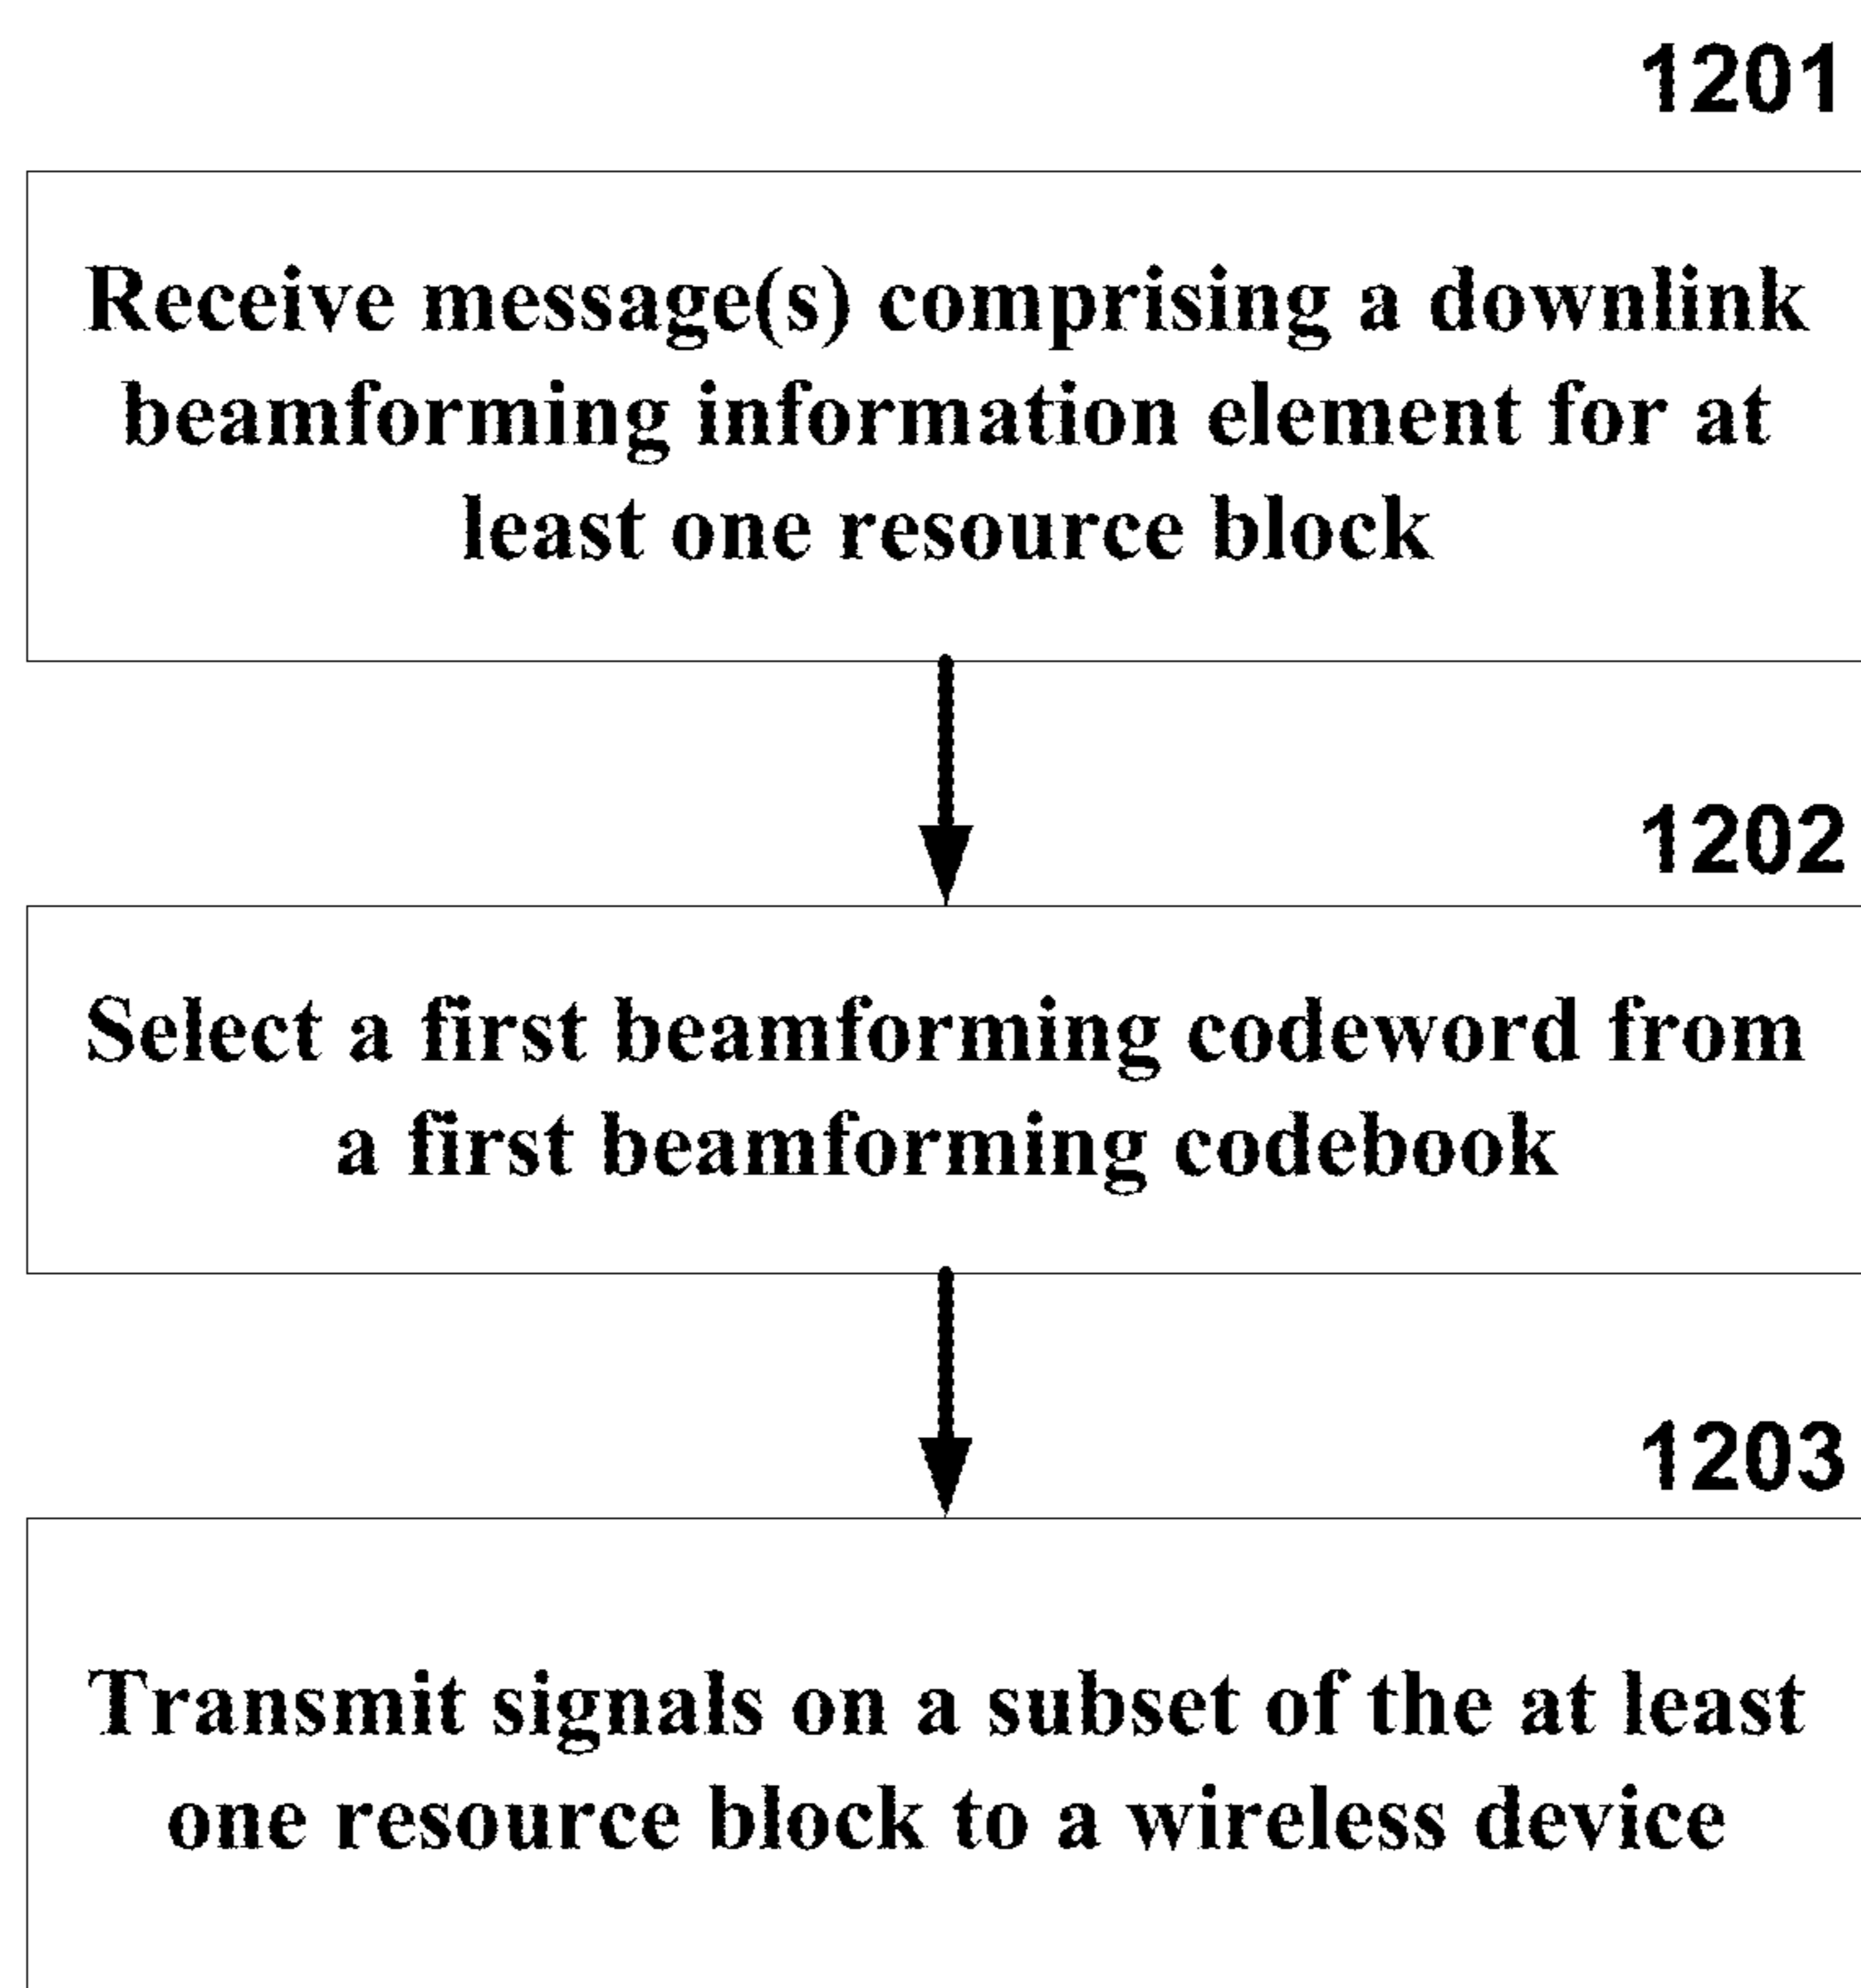 1201
Receive message(s) comprising a downlink
beamforming information element for at
least one resource block
1202
Select a first beamforming codeword from
a first beamforming codebook
1203
Transmit signals on a subset of the at least
one resource block to a wireless device